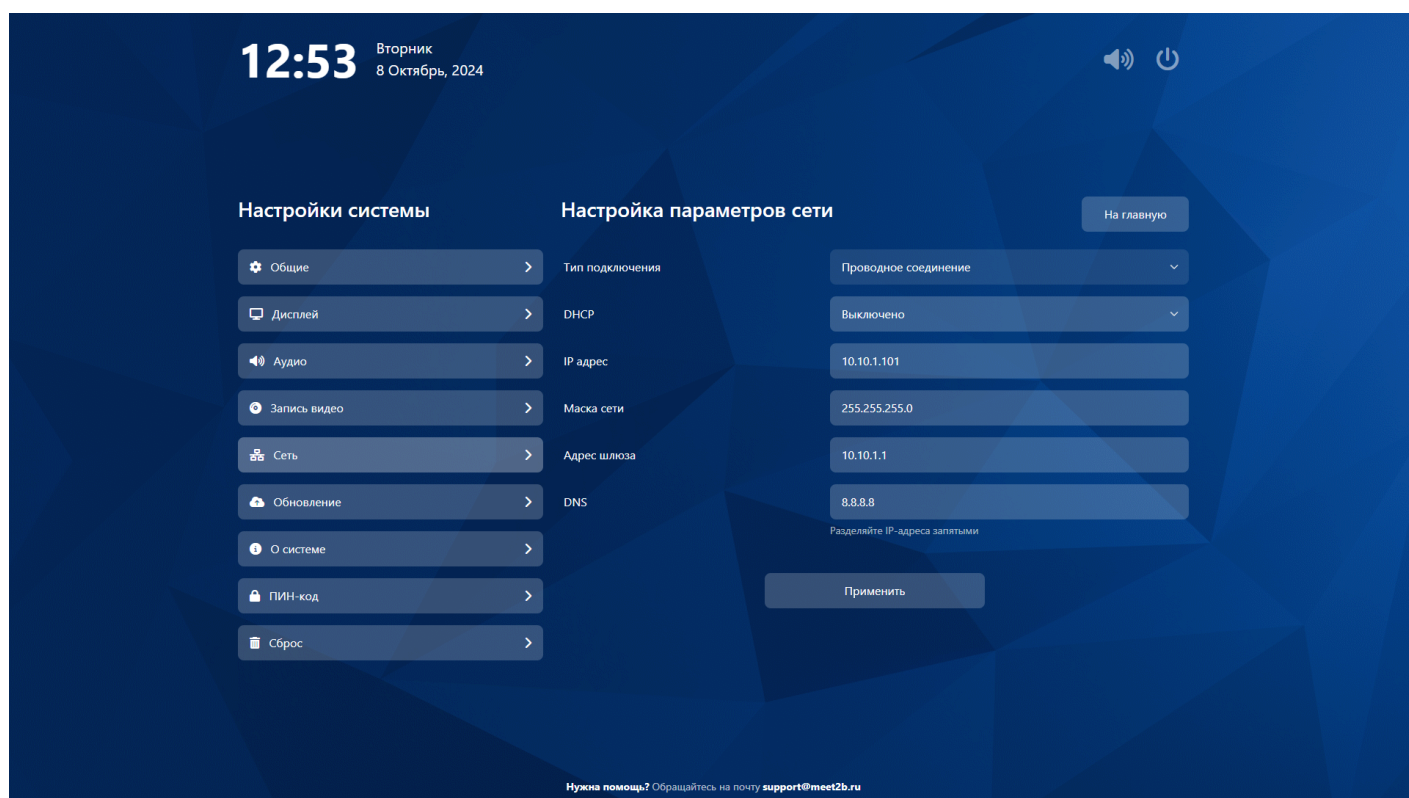 12:53
Вторник
8 Октябрь, 2024
Настройки системы
Общие
Дисплей
Аудио
Запись видео
Сеть
Обновление
О системе
ПИН-код
Сброс
Настройка параметров сети
На главную
Тип подключения
Проводное соединение
DHCP
Выключено
IP адрес
10.10.1.101
Маска сети
255.255.255.0
Адрес шлюза
10.10.1.1
DNS
8.8.8.8
Разделяйте IP-адреса запятыми
Применить
Нужна помощь? Обращайтесь на почту support@meet2b.ru